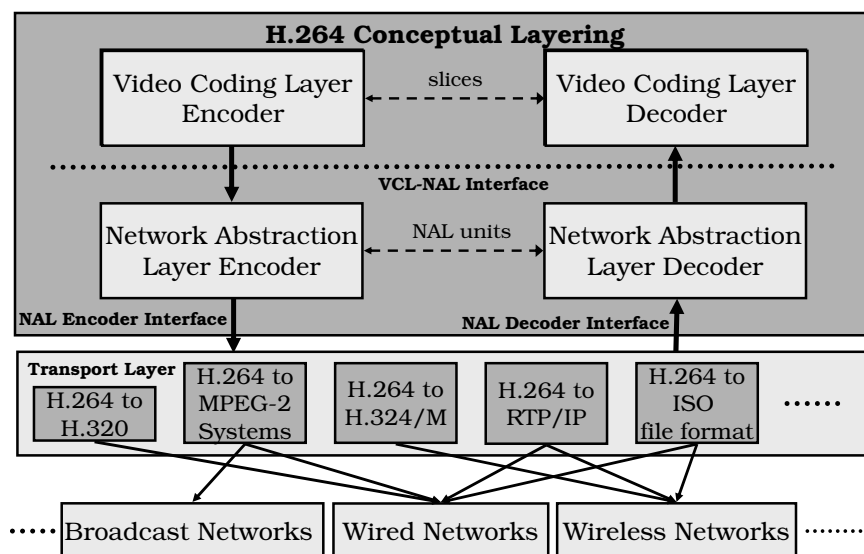 H.264 Conceptual Layering
Video Coding Layer
Encoder
slices
Video Coding Layer
Decoder
VCL-NAL Interface
Network Abstraction
Layer Encoder
NAL units
Network Abstraction
Layer Decoder
NAL Encoder Interface
NAL Decoder Interface
Transport Layer
H.264 to
H.320
H.264 to
MPEG-2
Systems
H.264 to
H.324/M
H.264 to
RTP/IP
H.264 to
ISO
file format
Broadcast Networks
Wired Networks
Wireless Networks